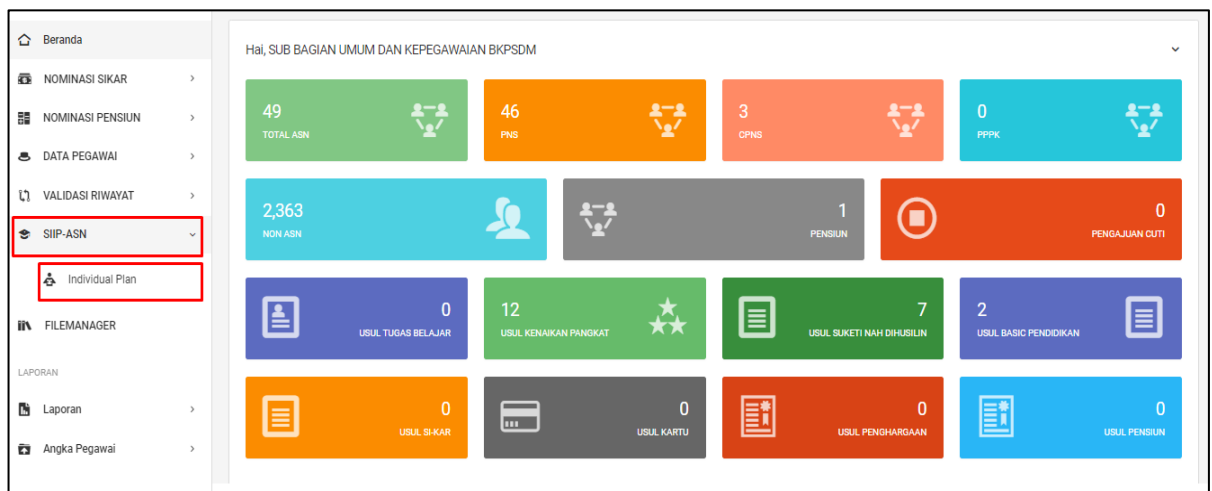 Beranda
NOMINASI SIKAR
NOMINASI PENSIUN
DATA PEGAWAI
VALIDASI RIWAYAT
SIIP-ASN
Individual Plan
FILEMANAGER
LAPORAN
Laporan
Angka Pegawai
Hai, SUB BAGIAN UMUM DAN KEPEGAWAIAN BKPSDM
49
TOTAL ASN
46
PNS
3
CPNS
0
PPPK
2,363
NON ASN
1
PENSIUN
0
PENGAJUAN CUTI
0
USUL TUGAS BELAJAR
12
USUL KENAIKAN PANGKAT
7
USUL SUKETI NAH DIHUSILIN
2
USUL BASIC PENDIDIKAN
0
USUL SI-KAR
0
USUL KARTU
0
USUL PENGHARGAAN
0
USUL PENSIUN